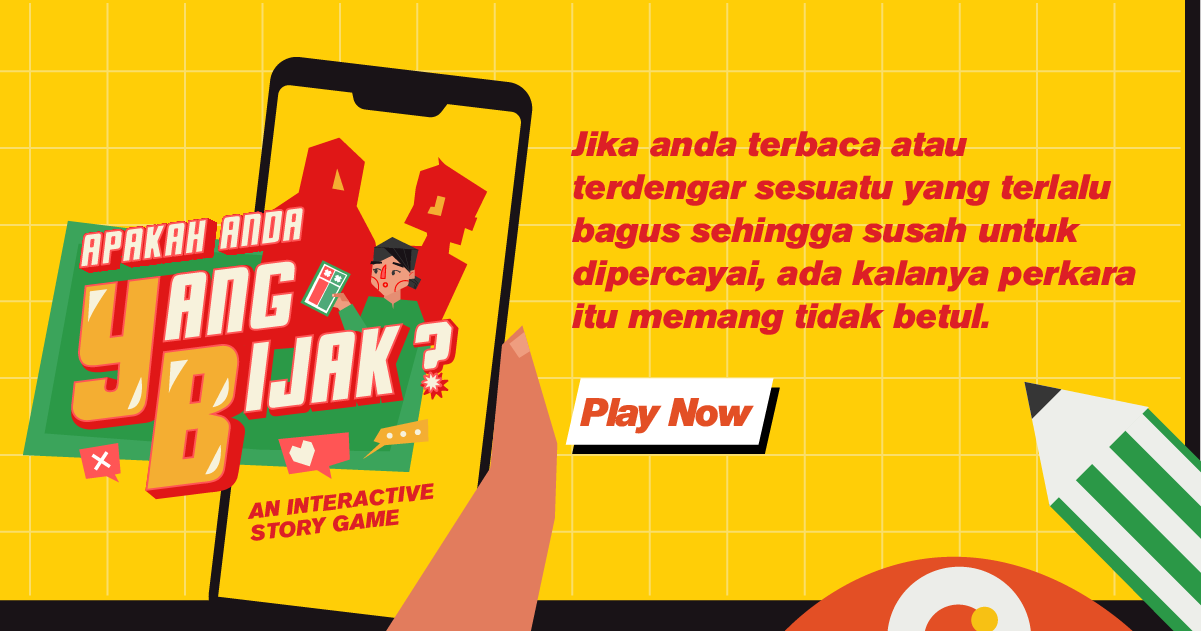 APAKAH ANDA
YANG
BIJAK?
AN INTERACTIVE
STORY GAME
Jika anda terbaca atau
terdengar sesuatu yang terlalu
bagus sehingga susah untuk
dipercayai, ada kalanya perkara
itu memang tidak betul.
Play Now